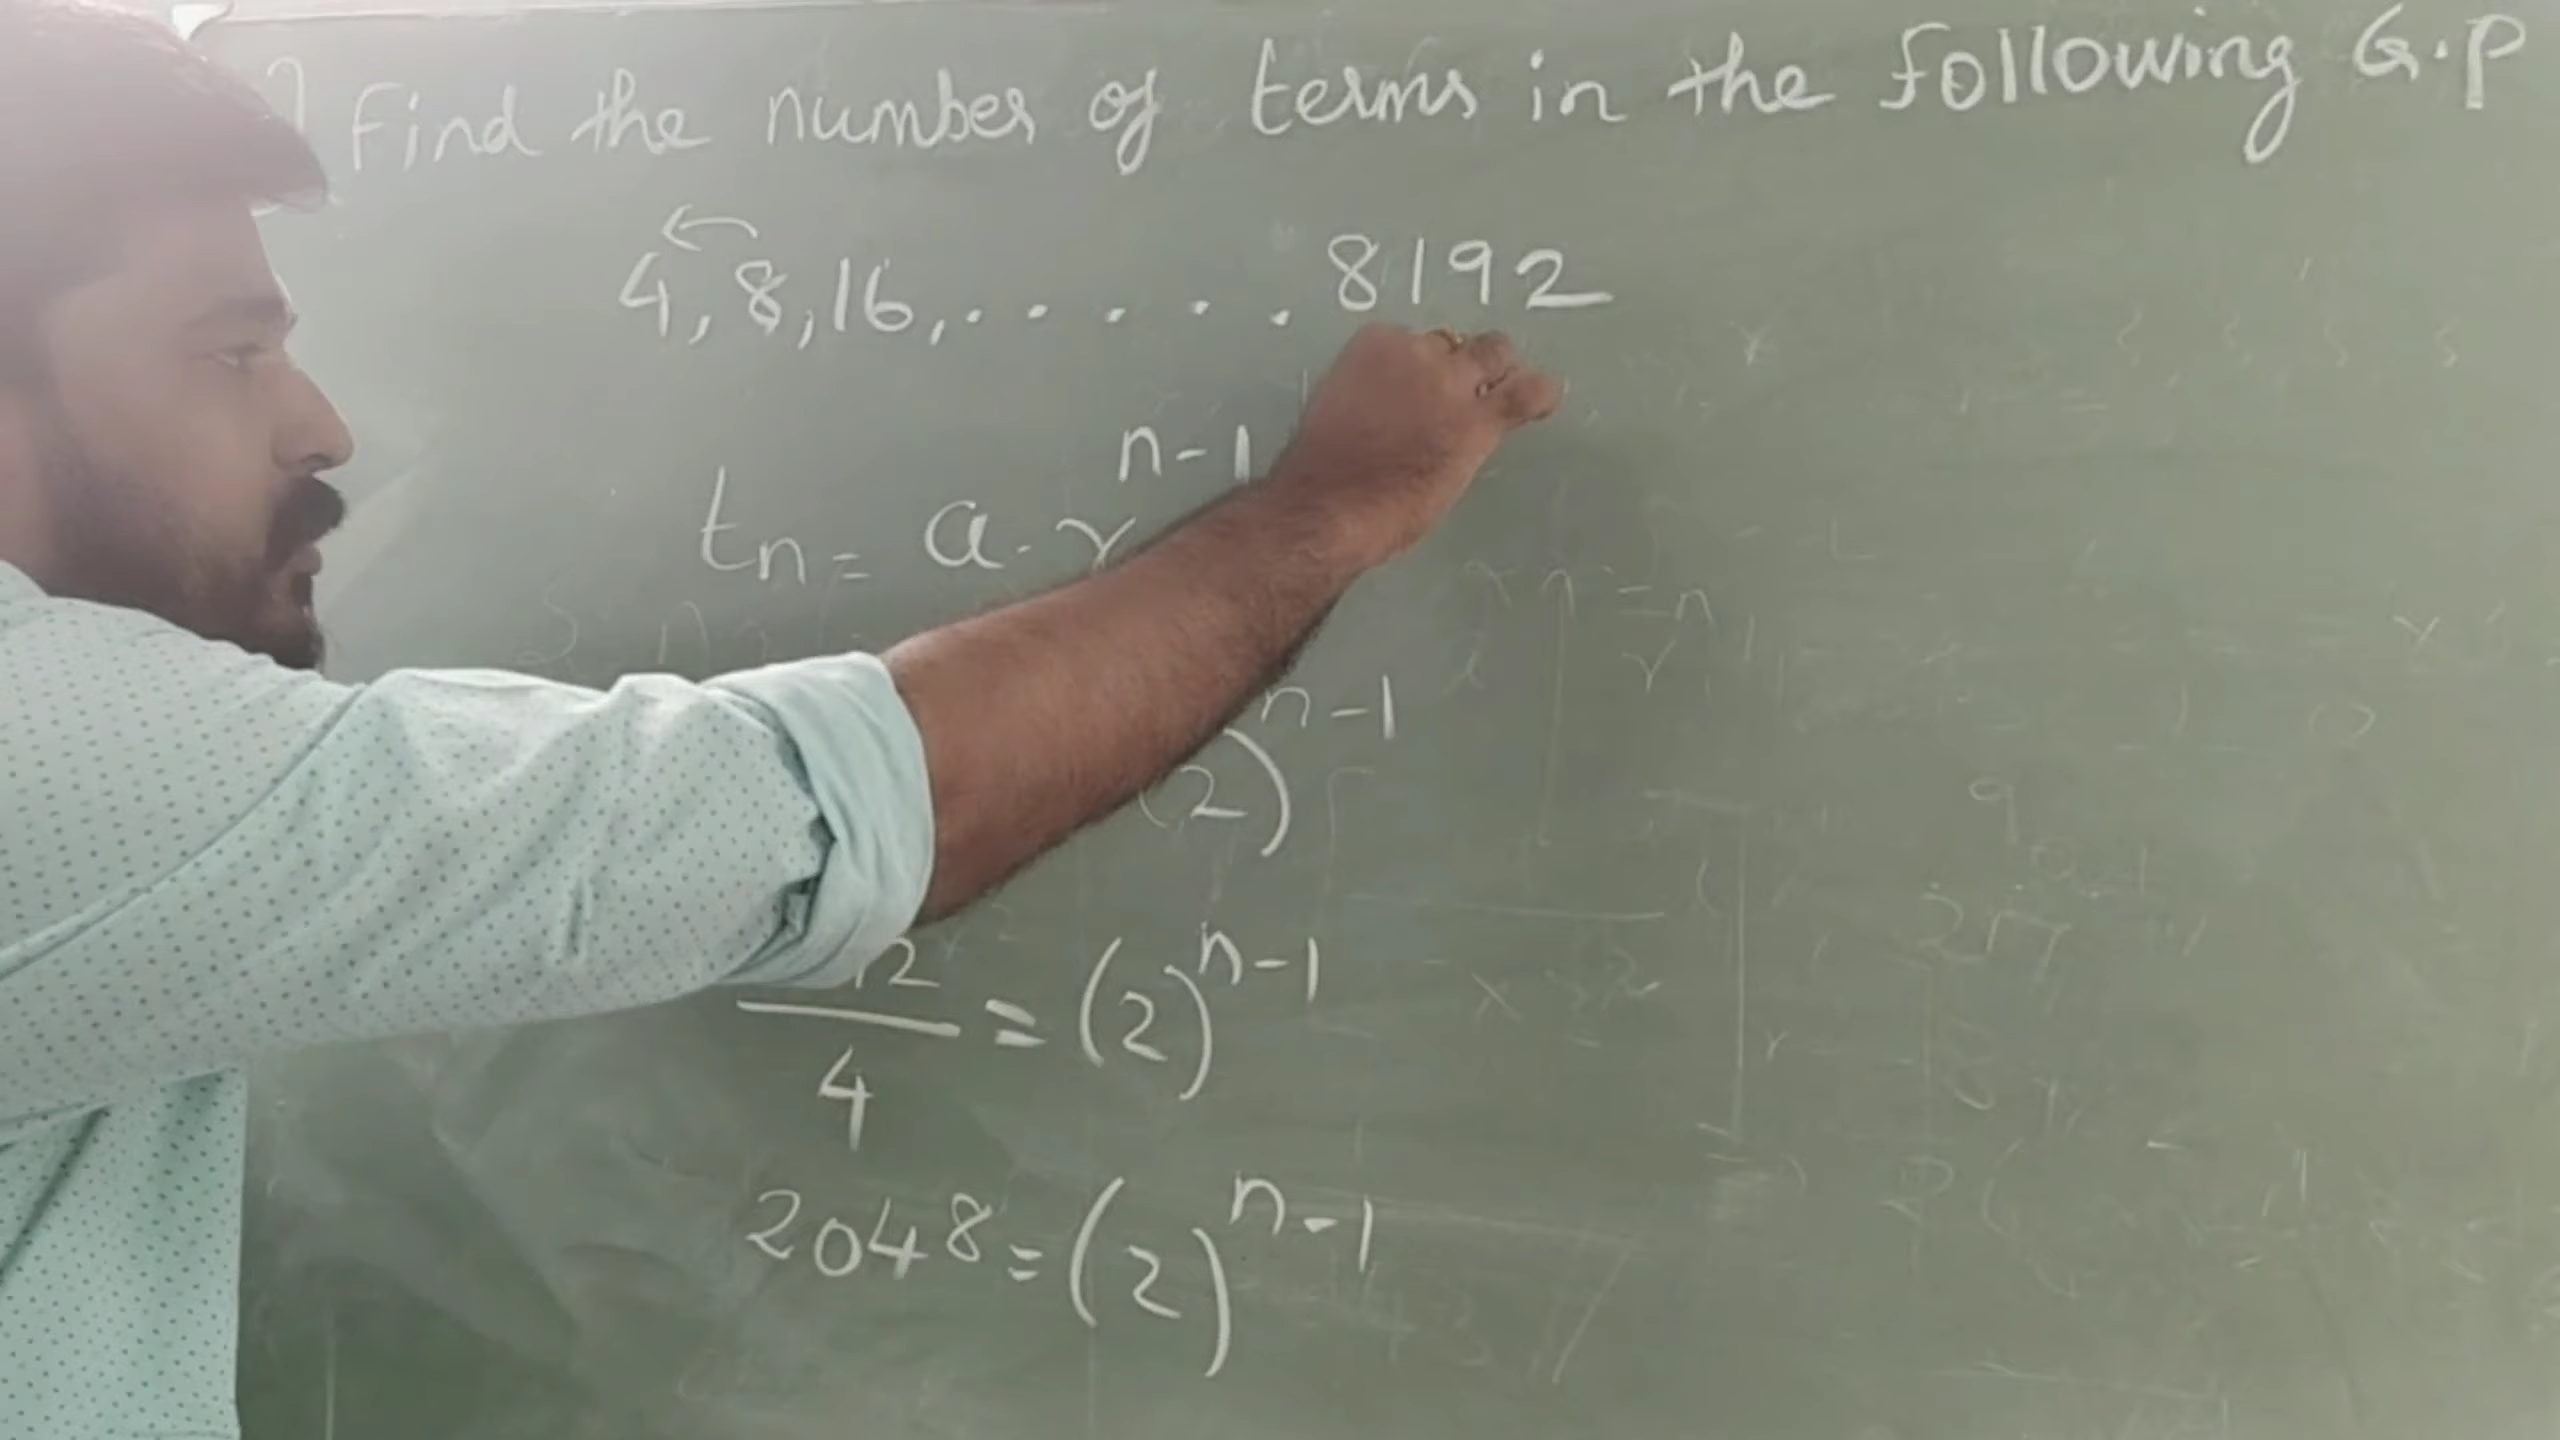 Find the number of terms in the following G.P
4, 8, 16, . . . . . . 8192
tn = a . r^n-1
(2)^n-1
92
4 = (2)^n-1
2048 = (2)^n-1